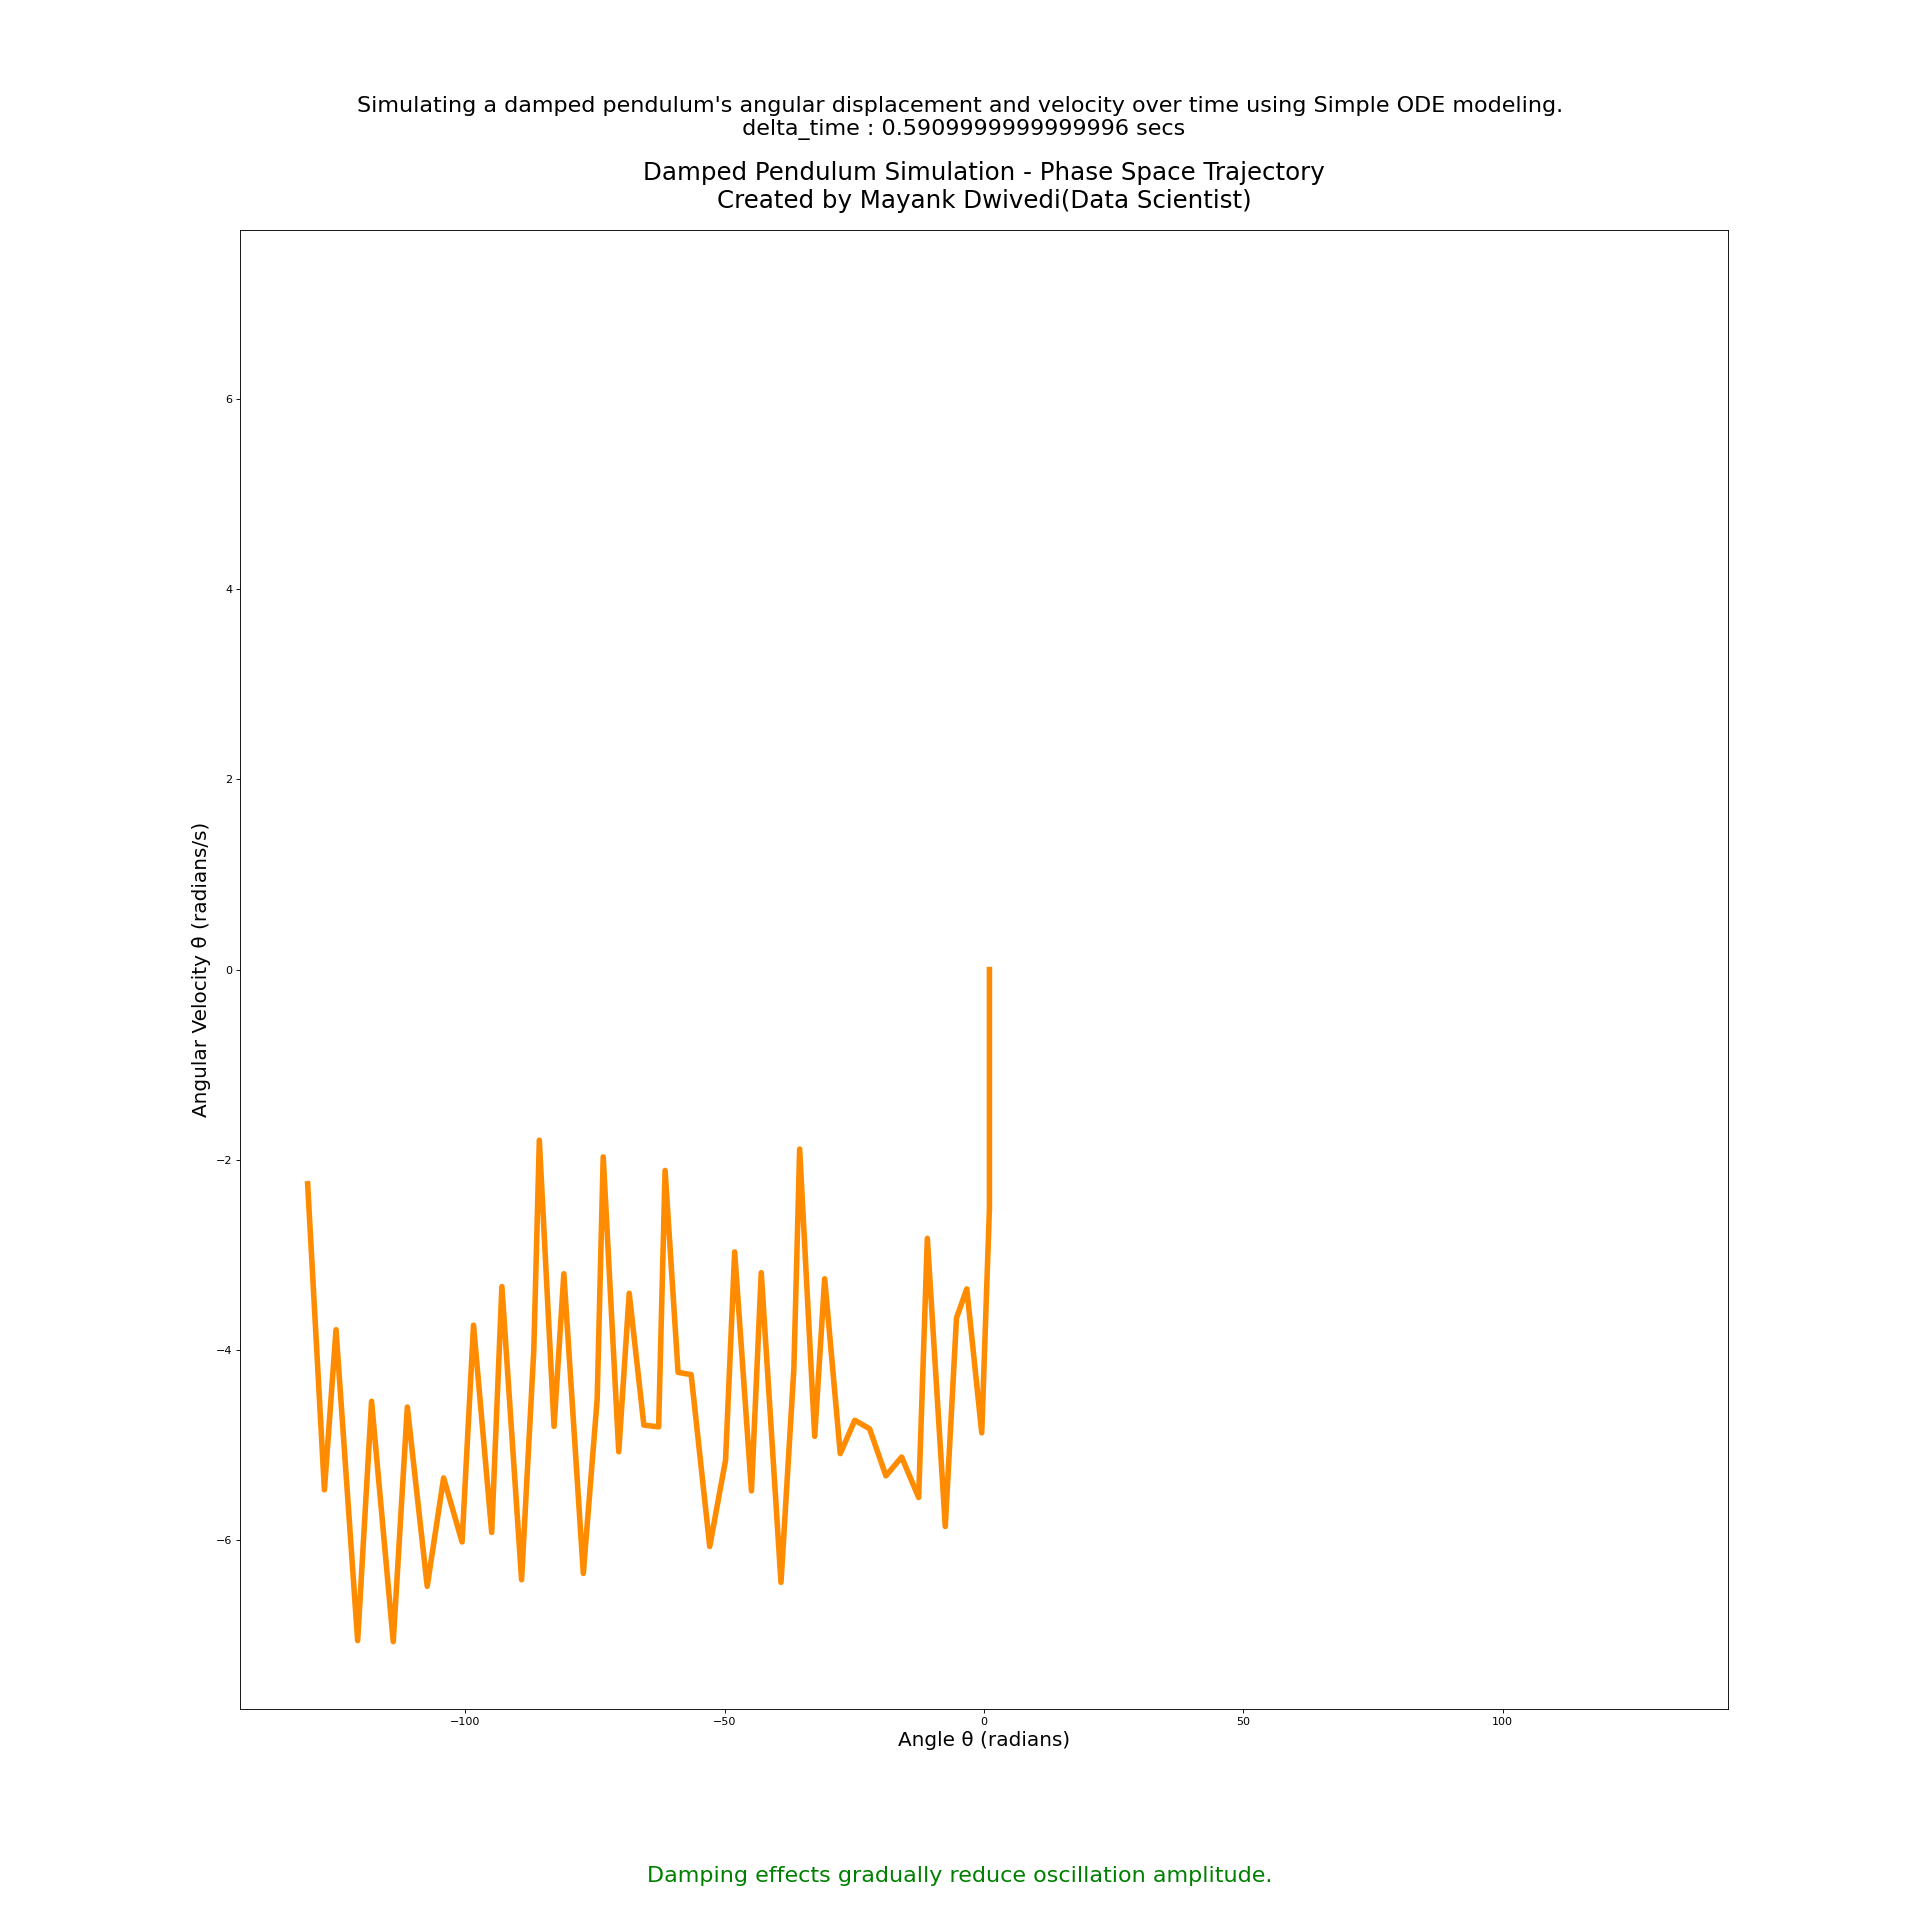 Simulating a damped pendulum's angular displacement and velocity over time using Simple ODE modeling.
delta_time : 0.5909999999999996 secs
Damped Pendulum Simulation - Phase Space Trajectory
Created by Mayank Dwivedi(Data Scientist)
6
4
2
0
−2
−4
−6
Angular Velocity θ (radians/s)
−100
−50
0
50
100
Angle θ (radians)
Damping effects gradually reduce oscillation amplitude.